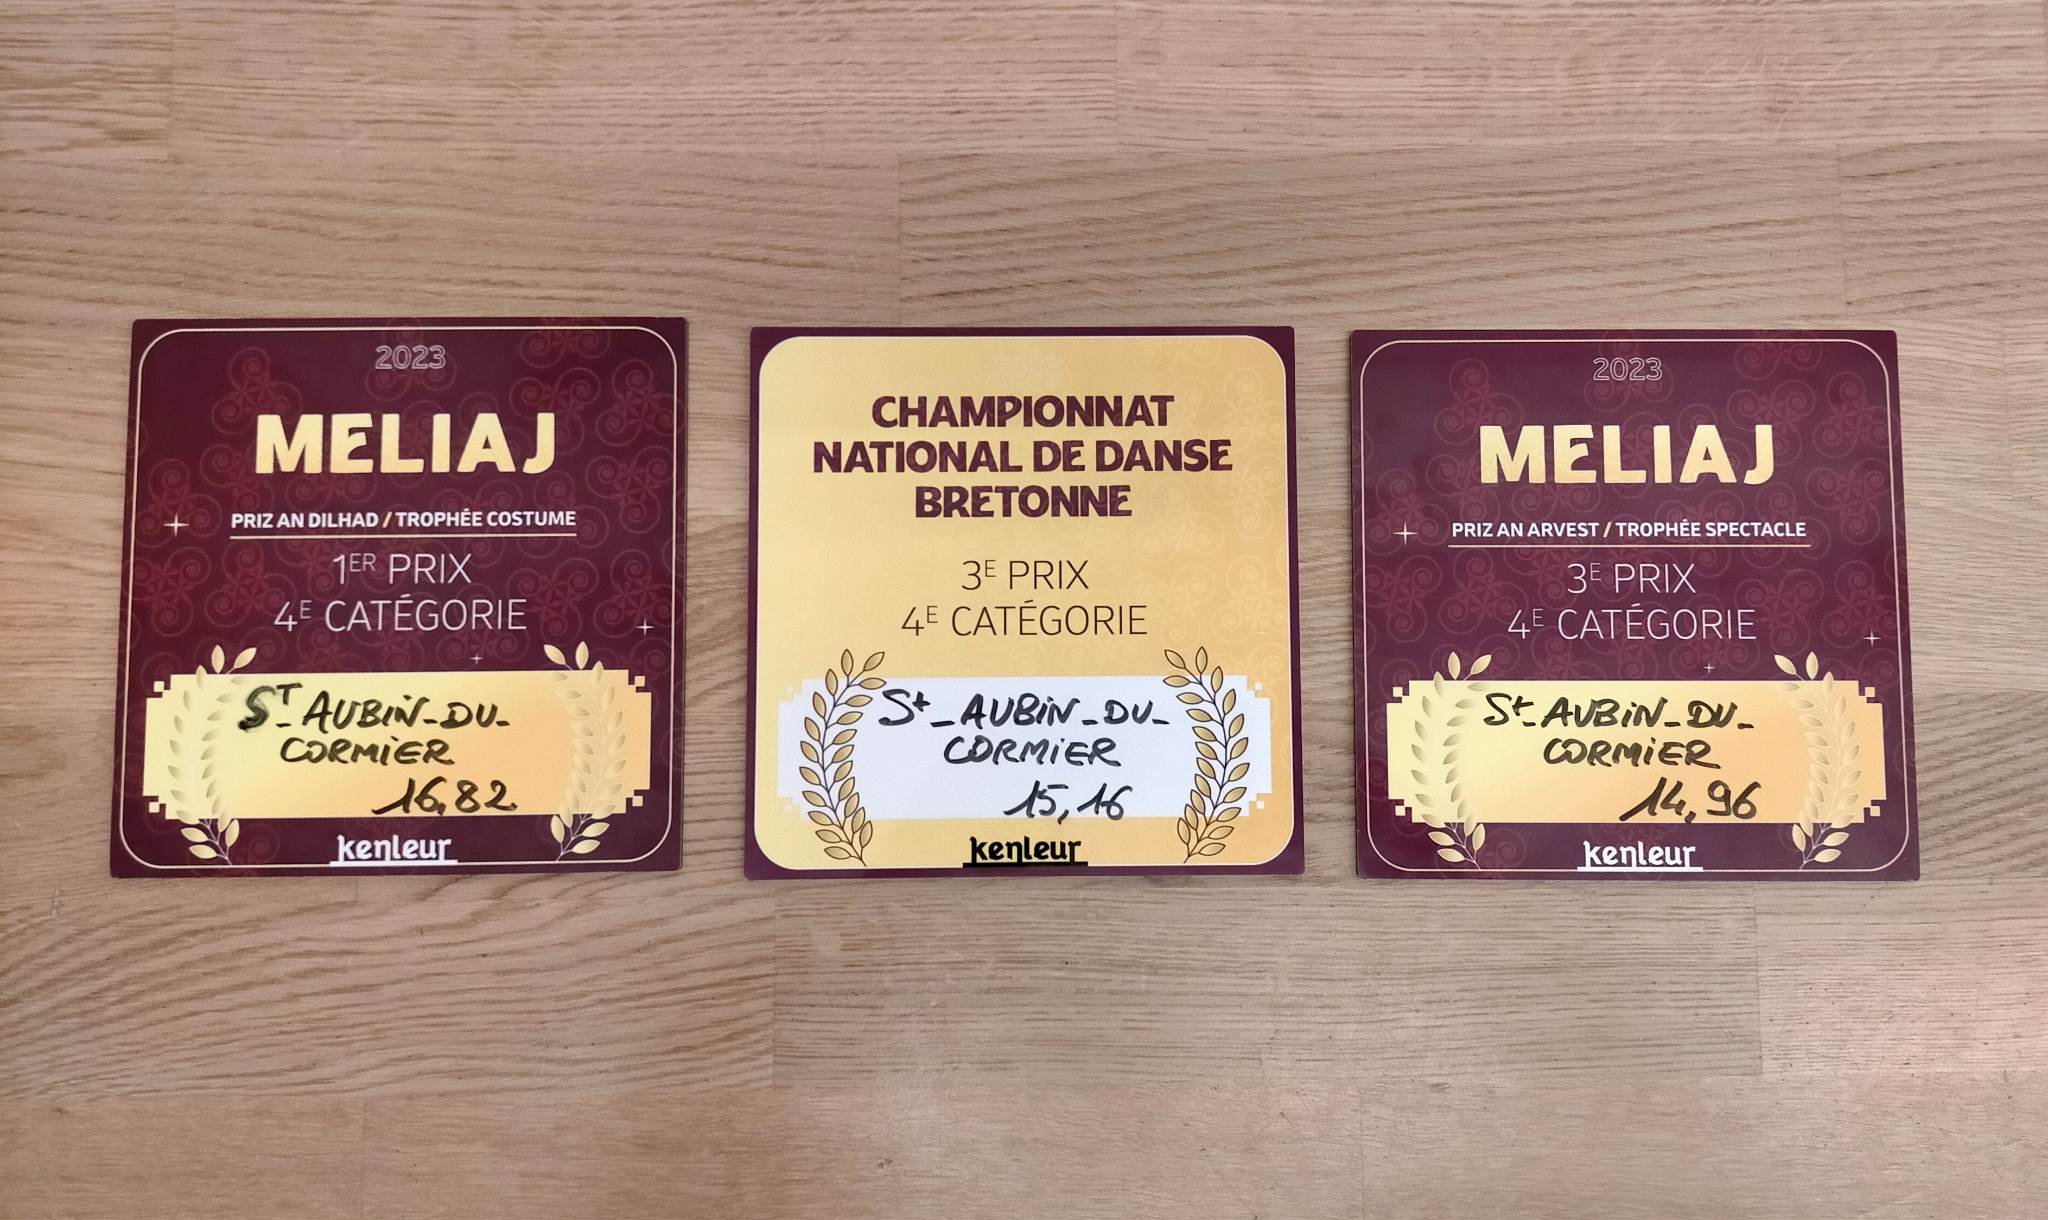 2023
MELIAJ
PRIZ AN DILHAD / TROPHÉE COSTUME
1ER PRIX
4E CATÉGORIE
ST_AUBIN_DU_
CORMIER
16,82
kenleur
CHAMPIONNAT
NATIONAL DE DANSE
BRETONNE
3E PRIX
4E CATÉGORIE
St_AUBIN_DU_
CORMIER
15,16
kenleur
2023
MELIAJ
PRIZ AN ARVEST / TROPHÉE SPECTACLE
3E PRIX
4E CATÉGORIE
St_AUBIN_DU_
CORMIER
14,96
kenleur